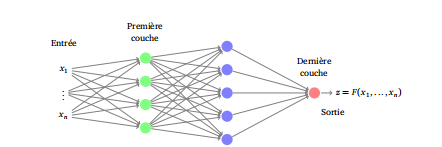 Première
couche
Entrée
Dernière
couche
x₁
⋮
xₙ
z = F(x₁, ..., xₙ)
Sortie